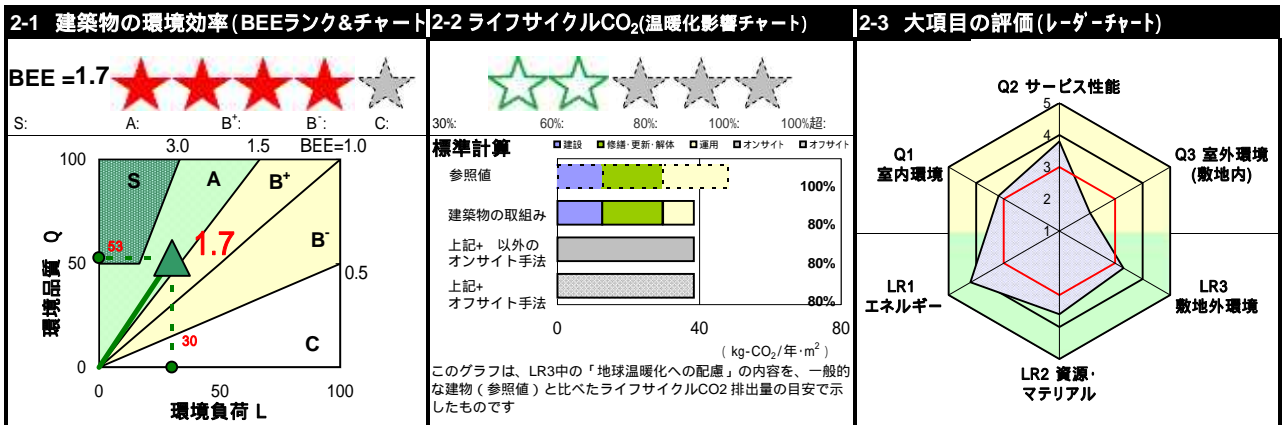 2-1 建築物の環境効率(BEEランク&チャート
BEE = 1.7
S: A: B+: B-: C:
3.0 1.5 BEE=1.0
100
S A B+
1.7
53
B-
50
0.5
30
C
0
0 50 100
環境品質 Q
環境負荷 L
2-2 ライフサイクルCO2(温暖化影響チャート)
30%: 60%: 80%: 100%: 100%超:
標準計算
建設 修繕・更新・解体 運用 オンサイト オフサイト
参照値 100%
建築物の取組み 80%
上記+ 以外の
オンサイト手法 80%
上記+
オフサイト手法 80%
0 40 80
( kg-CO2/年・m2 )
このグラフは、LR3中の「地球温暖化への配慮」の内容を、一般的
な建物(参照値)と比べたライフサイクルCO2 排出量の目安で示
したものです
2-3 大項目の評価(レーダーチャート)
Q2 サービス性能
5
4
3
2
1
Q1
室内環境
Q3 室外環境
(敷地内)
LR1
エネルギー
LR3
敷地外環境
LR2 資源・
マテリアル